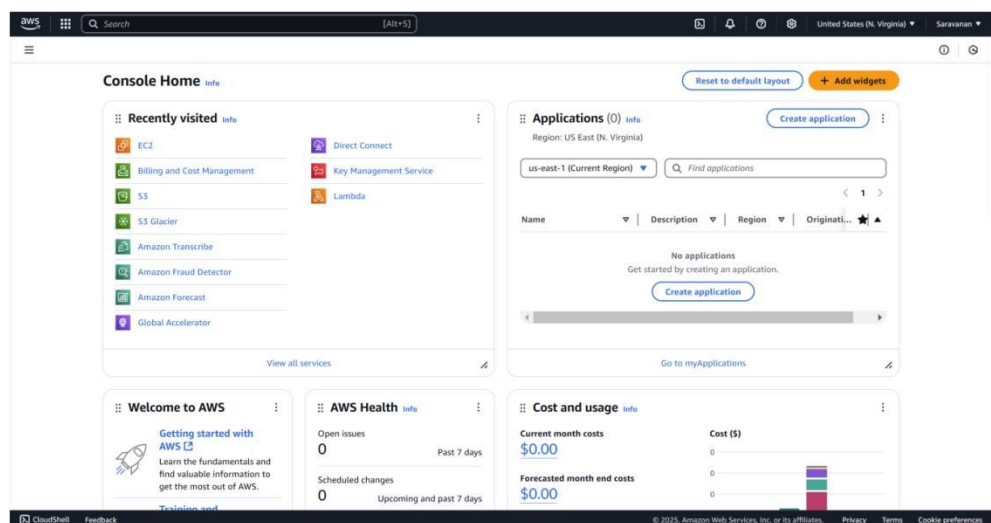 aws
Search [Alt+S]
United States (N. Virginia) ▼ Saravanan ▼
Console Home Info
Reset to default layout
+ Add widgets
Recently visited Info
EC2
Billing and Cost Management
S3
S3 Glacier
Amazon Transcribe
Amazon Fraud Detector
Amazon Forecast
Global Accelerator
Direct Connect
Key Management Service
Lambda
View all services
Applications (0) Info
Create application
Region: US East (N. Virginia)
us-east-1 (Current Region) ▼
Find applications
< 1 >
Name Description Region Originati...
No applications
Get started by creating an application.
Create application
Go to myApplications
Welcome to AWS
Getting started with
AWS
Learn the fundamentals and
find valuable information to
get the most out of AWS.
Training and
AWS Health Info
Open issues
0 Past 7 days
Scheduled changes
0 Upcoming and past 7 days
Cost and usage Info
Current month costs
$0.00
Forecasted month end costs
$0.00
Cost ($)
0
0
0
CloudShell Feedback
© 2025, Amazon Web Services, Inc. or its affiliates. Privacy Terms Cookie preferences